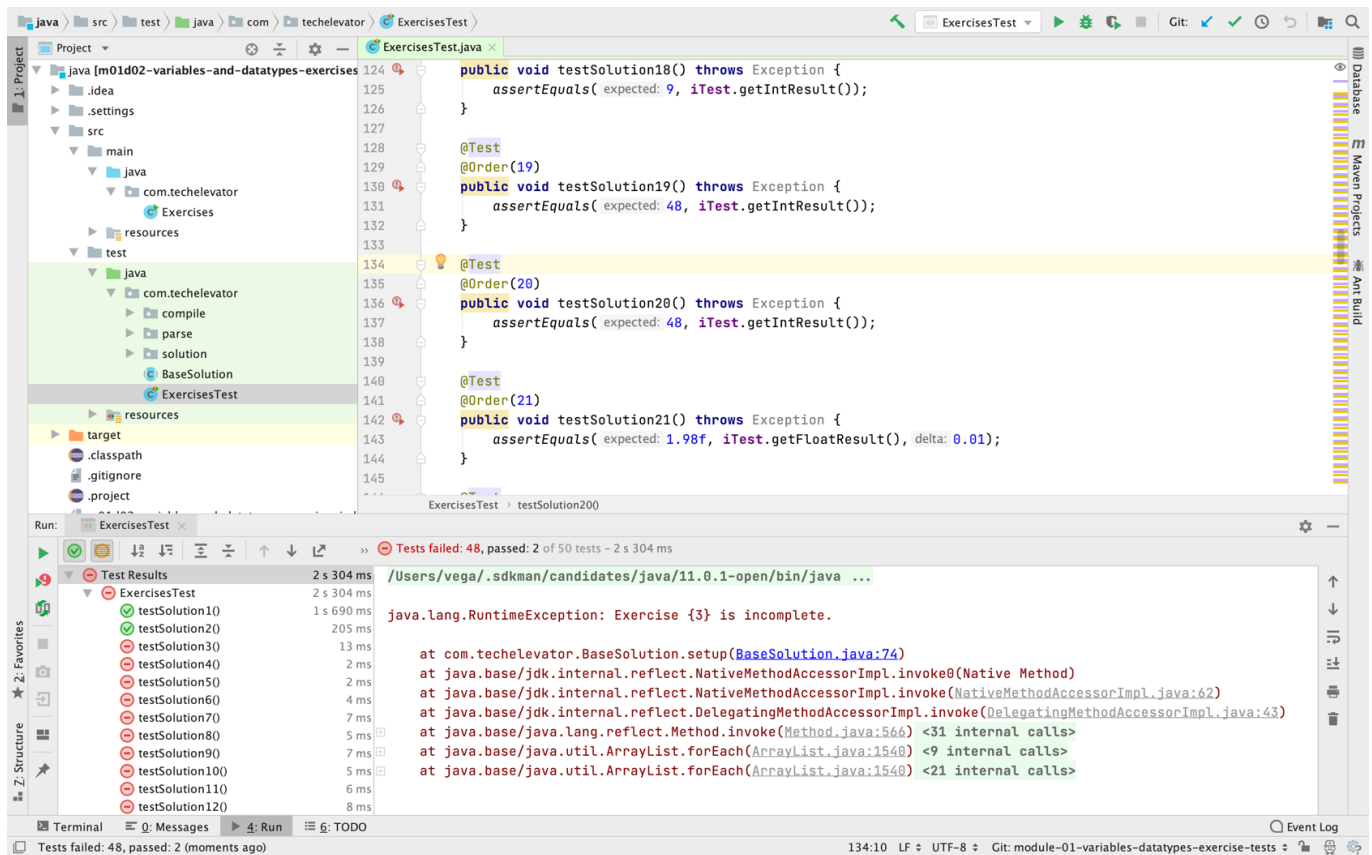 java src test java com techelevator ExercisesTest
ExercisesTest Git:
1: Project
Project
java [m01d02-variables-and-datatypes-exercises
.idea
.settings
src
main
java
com.techelevator
Exercises
resources
test
java
com.techelevator
compile
parse
solution
BaseSolution
ExercisesTest
resources
target
.classpath
.gitignore
.project
ExercisesTest.java
124 public void testSolution18() throws Exception {
125 assertEquals( expected: 9, iTest.getIntResult());
126 }
127
128 @Test
129 @Order(19)
130 public void testSolution19() throws Exception {
131 assertEquals( expected: 48, iTest.getIntResult());
132 }
133
134 @Test
135 @Order(20)
136 public void testSolution20() throws Exception {
137 assertEquals( expected: 48, iTest.getIntResult());
138 }
139
140 @Test
141 @Order(21)
142 public void testSolution21() throws Exception {
143 assertEquals( expected: 1.98f, iTest.getFloatResult(), delta: 0.01);
144 }
145
ExercisesTest › testSolution20()
Database
Maven Projects
Ant Build
Run: ExercisesTest
» Tests failed: 48, passed: 2 of 50 tests – 2 s 304 ms
Test Results 2 s 304 ms
ExercisesTest 2 s 304 ms
testSolution1() 1 s 690 ms
testSolution2() 205 ms
testSolution3() 13 ms
testSolution4() 2 ms
testSolution5() 2 ms
testSolution6() 4 ms
testSolution7() 7 ms
testSolution8() 5 ms
testSolution9() 7 ms
testSolution10() 5 ms
testSolution11() 6 ms
testSolution12() 8 ms
/Users/vega/.sdkman/candidates/java/11.0.1-open/bin/java ...
java.lang.RuntimeException: Exercise {3} is incomplete.
at com.techelevator.BaseSolution.setup(BaseSolution.java:74)
at java.base/jdk.internal.reflect.NativeMethodAccessorImpl.invoke0(Native Method)
at java.base/jdk.internal.reflect.NativeMethodAccessorImpl.invoke(NativeMethodAccessorImpl.java:62)
at java.base/jdk.internal.reflect.DelegatingMethodAccessorImpl.invoke(DelegatingMethodAccessorImpl.java:43)
at java.base/java.lang.reflect.Method.invoke(Method.java:566) <31 internal calls>
at java.base/java.util.ArrayList.forEach(ArrayList.java:1540) <9 internal calls>
at java.base/java.util.ArrayList.forEach(ArrayList.java:1540) <21 internal calls>
2: Favorites
Z: Structure
Terminal 0: Messages 4: Run 6: TODO Event Log
Tests failed: 48, passed: 2 (moments ago) 134:10 LF UTF-8 Git: module-01-variables-datatypes-exercise-tests